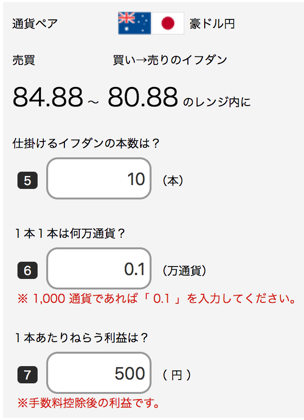 通貨ペア 豪ドル円
売買 買い→売りのイフダン
84.88 ～ 80.88 のレンジ内に
仕掛けるイフダンの本数は？
5 10 （本）
１本１本は何万通貨？
6 0.1 （万通貨）
※ 1,000 通貨であれば「 0.1 」を入力してください。
１本あたりねらう利益は？
7 500 （ 円 ）
※手数料控除後の利益です。